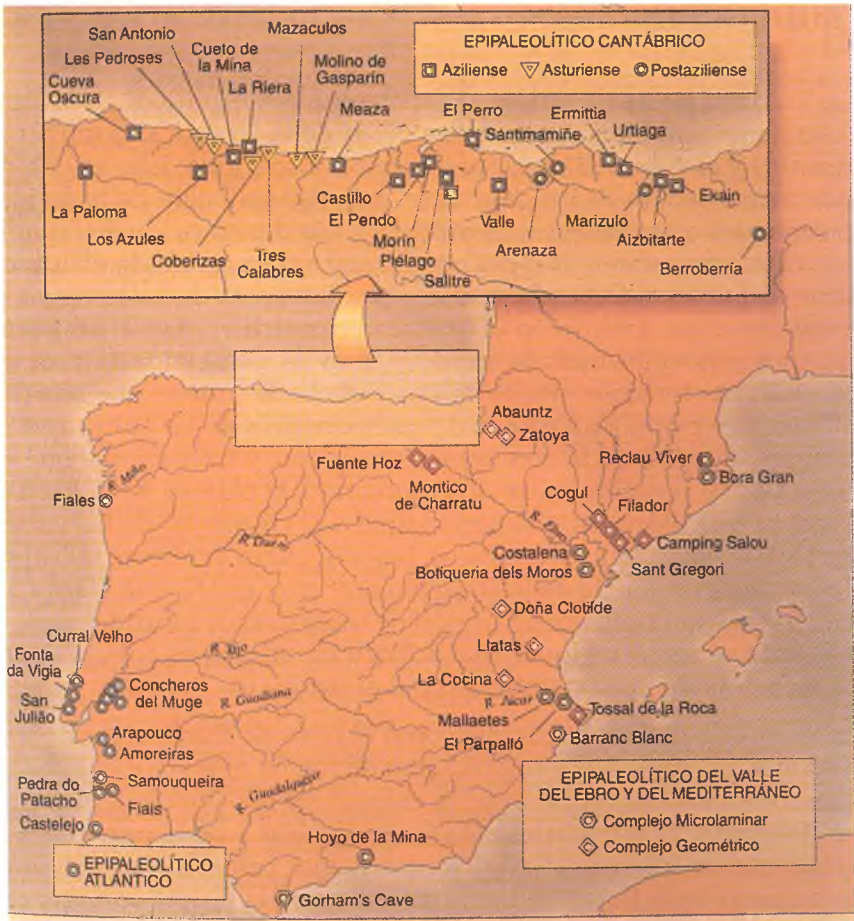 San Antonio
Les Pedroses
Cueva
Oscura
Cueto de
la Mina
La Riera
Mazaculos
Molino de
Gasparín
Meaza
EPIPALEOLÍTICO CANTÁBRICO
Aziliense
Asturiense
Postaziliense
El Perro
Santimamiñe
Ermittia
Urtiaga
La Paloma
Los Azules
Coberizas
Tres
Calabres
Castillo
El Pendo
Morín
Piélago
Salitre
Valle
Arenaza
Marizulo
Aizbitarte
Ekain
Berroberría
Abauntz
Zatoya
Fuente Hoz
Montico
de Charratu
Reclau Viver
Bora Gran
Fiales
R. Miño
R. Duero
R. Ebro
Cogul
Filador
Camping Salou
Sant Gregori
Costalena
Botiqueria dels Moros
Doña Clotilde
Llatas
La Cocina
R. Júcar
Mallaetes
El Parpalló
Tossal de la Roca
Barranc Blanc
Curral Velho
Fonta
da Vigia
San
Julião
R. Tajo
Concheros
del Muge
R. Guadiana
Arapouco
Amoreiras
Samouqueira
Pedra do
Patacho
Fiais
Castelejo
R. Guadalquivir
Hoyo de la Mina
Gorham's Cave
EPIPALEOLÍTICO
ATLÁNTICO
EPIPALEOLÍTICO DEL VALLE
DEL EBRO Y DEL MEDITERRÁNEO
Complejo Microlaminar
Complejo Geométrico